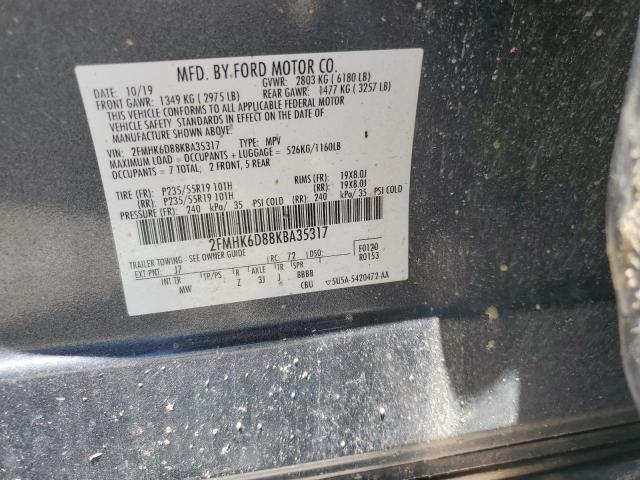 MFD. BY FORD MOTOR CO.
10/19 GVWR: 2803 KG ( 6180 LB)
FRONT GAWR: 1349 KG ( 2975 LB) REAR GAWR: 1477 KG ( 3257 LB)
THIS VEHICLE CONFORMS TO ALL APPLICABLE FEDERAL MOTOR
VEHICLE SAFETY STANDARDS IN EFFECT ON THE DATE OF
MANUFACTURE SHOWN ABOVE.
VIN: 2FMHK6D88KBA35317 TYPE: MPV
MAXIMUM LOAD = OCCUPANTS + LUGGAGE = 526KG/1160LB
OCCUPANTS = 7 TOTAL; 2 FRONT, 5 REAR
TIRE (FR): P235/55R19 101H RIMS (FR): 19X8.0J
(RR): P235/55R19 101H (RR): 19X8.0J
PRESSURE (FR): 240 kPa/ 35 PSI COLD (RR): 240 kPa/ 35 PSI COLD
2FMHK6D88KBA35317
TRAILER TOWING - SEE OWNER GUIDE
RC: 72 DSO: F0120
EXT PNT: J7 R0153
INT TR TP/PS R AXLE TR SPR
MW Z 3J J BBBB
CBU ▽5U5A-5420472-AA